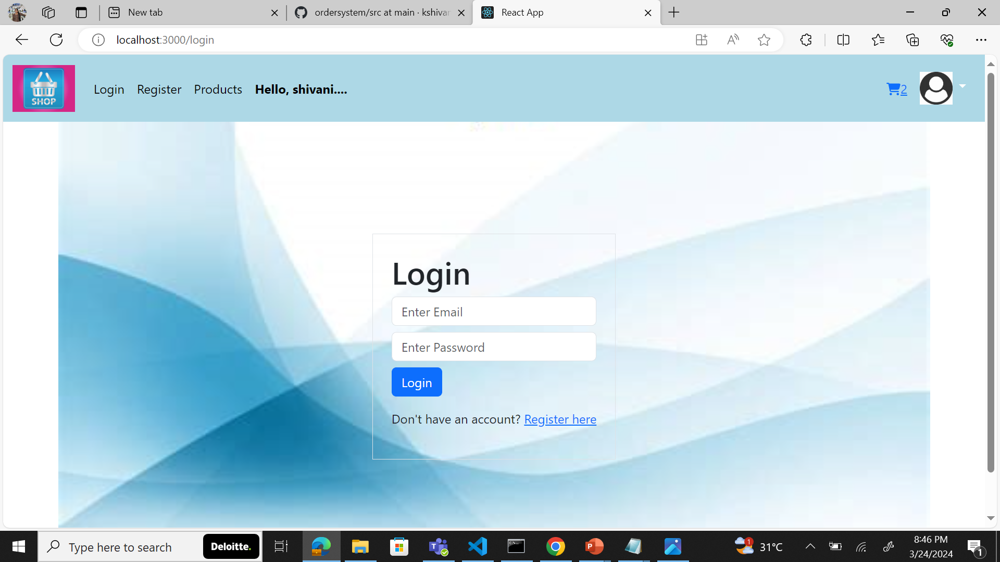 New tab
ordersystem/src at main · kshivan
React App
localhost:3000/login
SHOP
Login Register Products Hello, shivani.... 2
Login
Enter Email
Enter Password
Login
Don't have an account? Register here
Type here to search
Deloitte.
1
31°C
8:46 PM
3/24/2024
1